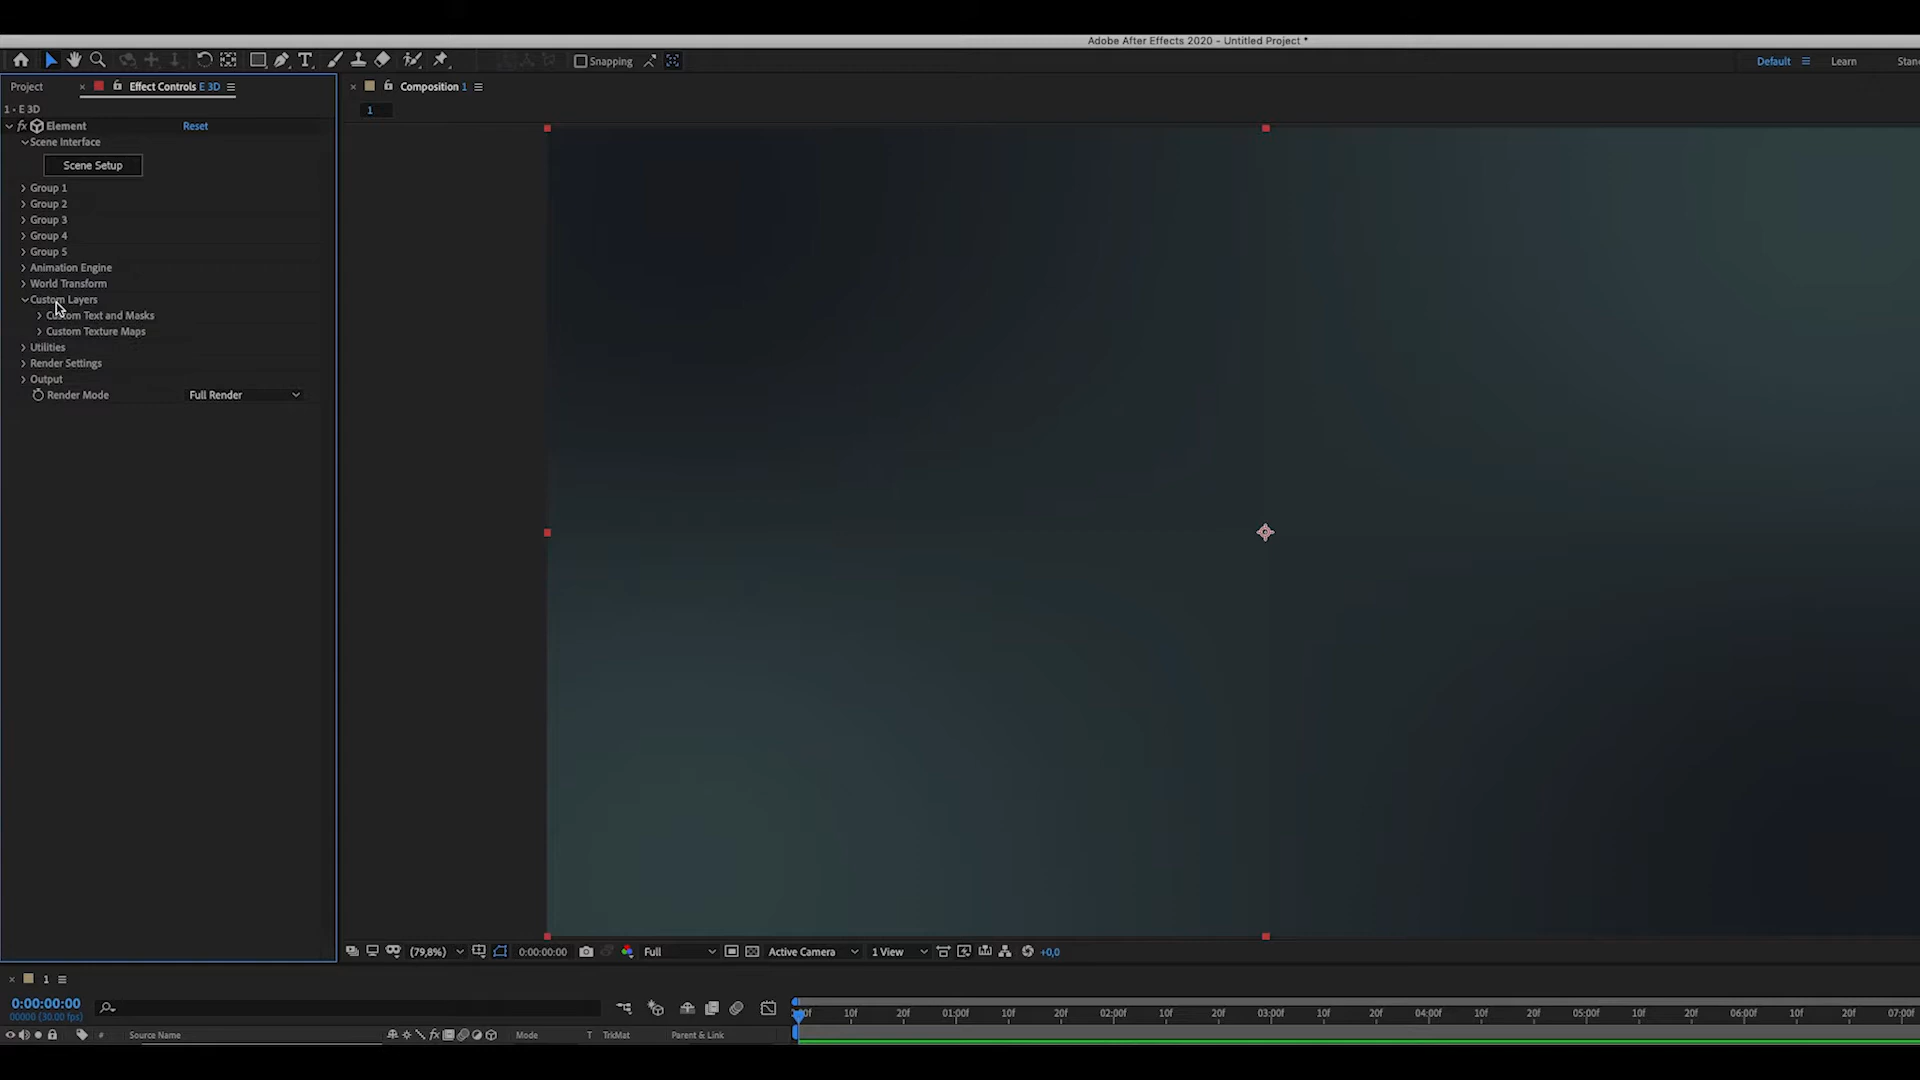 Adobe After Effects 2020 - Untitled Project *
Snapping
Default
Learn
Stan
Project
Effect Controls E 3D
Composition 1
1 • E 3D
1
fx Element
Reset
Scene Interface
Scene Setup
Group 1
Group 2
Group 3
Group 4
Group 5
Animation Engine
World Transform
Custom Layers
Custom Text and Masks
Custom Texture Maps
Utilities
Render Settings
Output
Render Mode
Full Render
(79,8%)
0:00:00:00
Full
Active Camera
1 View
+0,0
1
0:00:00:00
00000 (30.00 fps)
:00f 10f 20f 01:00f 10f 20f 02:00f 10f 20f 03:00f 10f 20f 04:00f 10f 20f 05:00f 10f 20f 06:00f 10f 20f 07:00f
# Source Name
fx
Mode
T TrkMat
Parent & Link